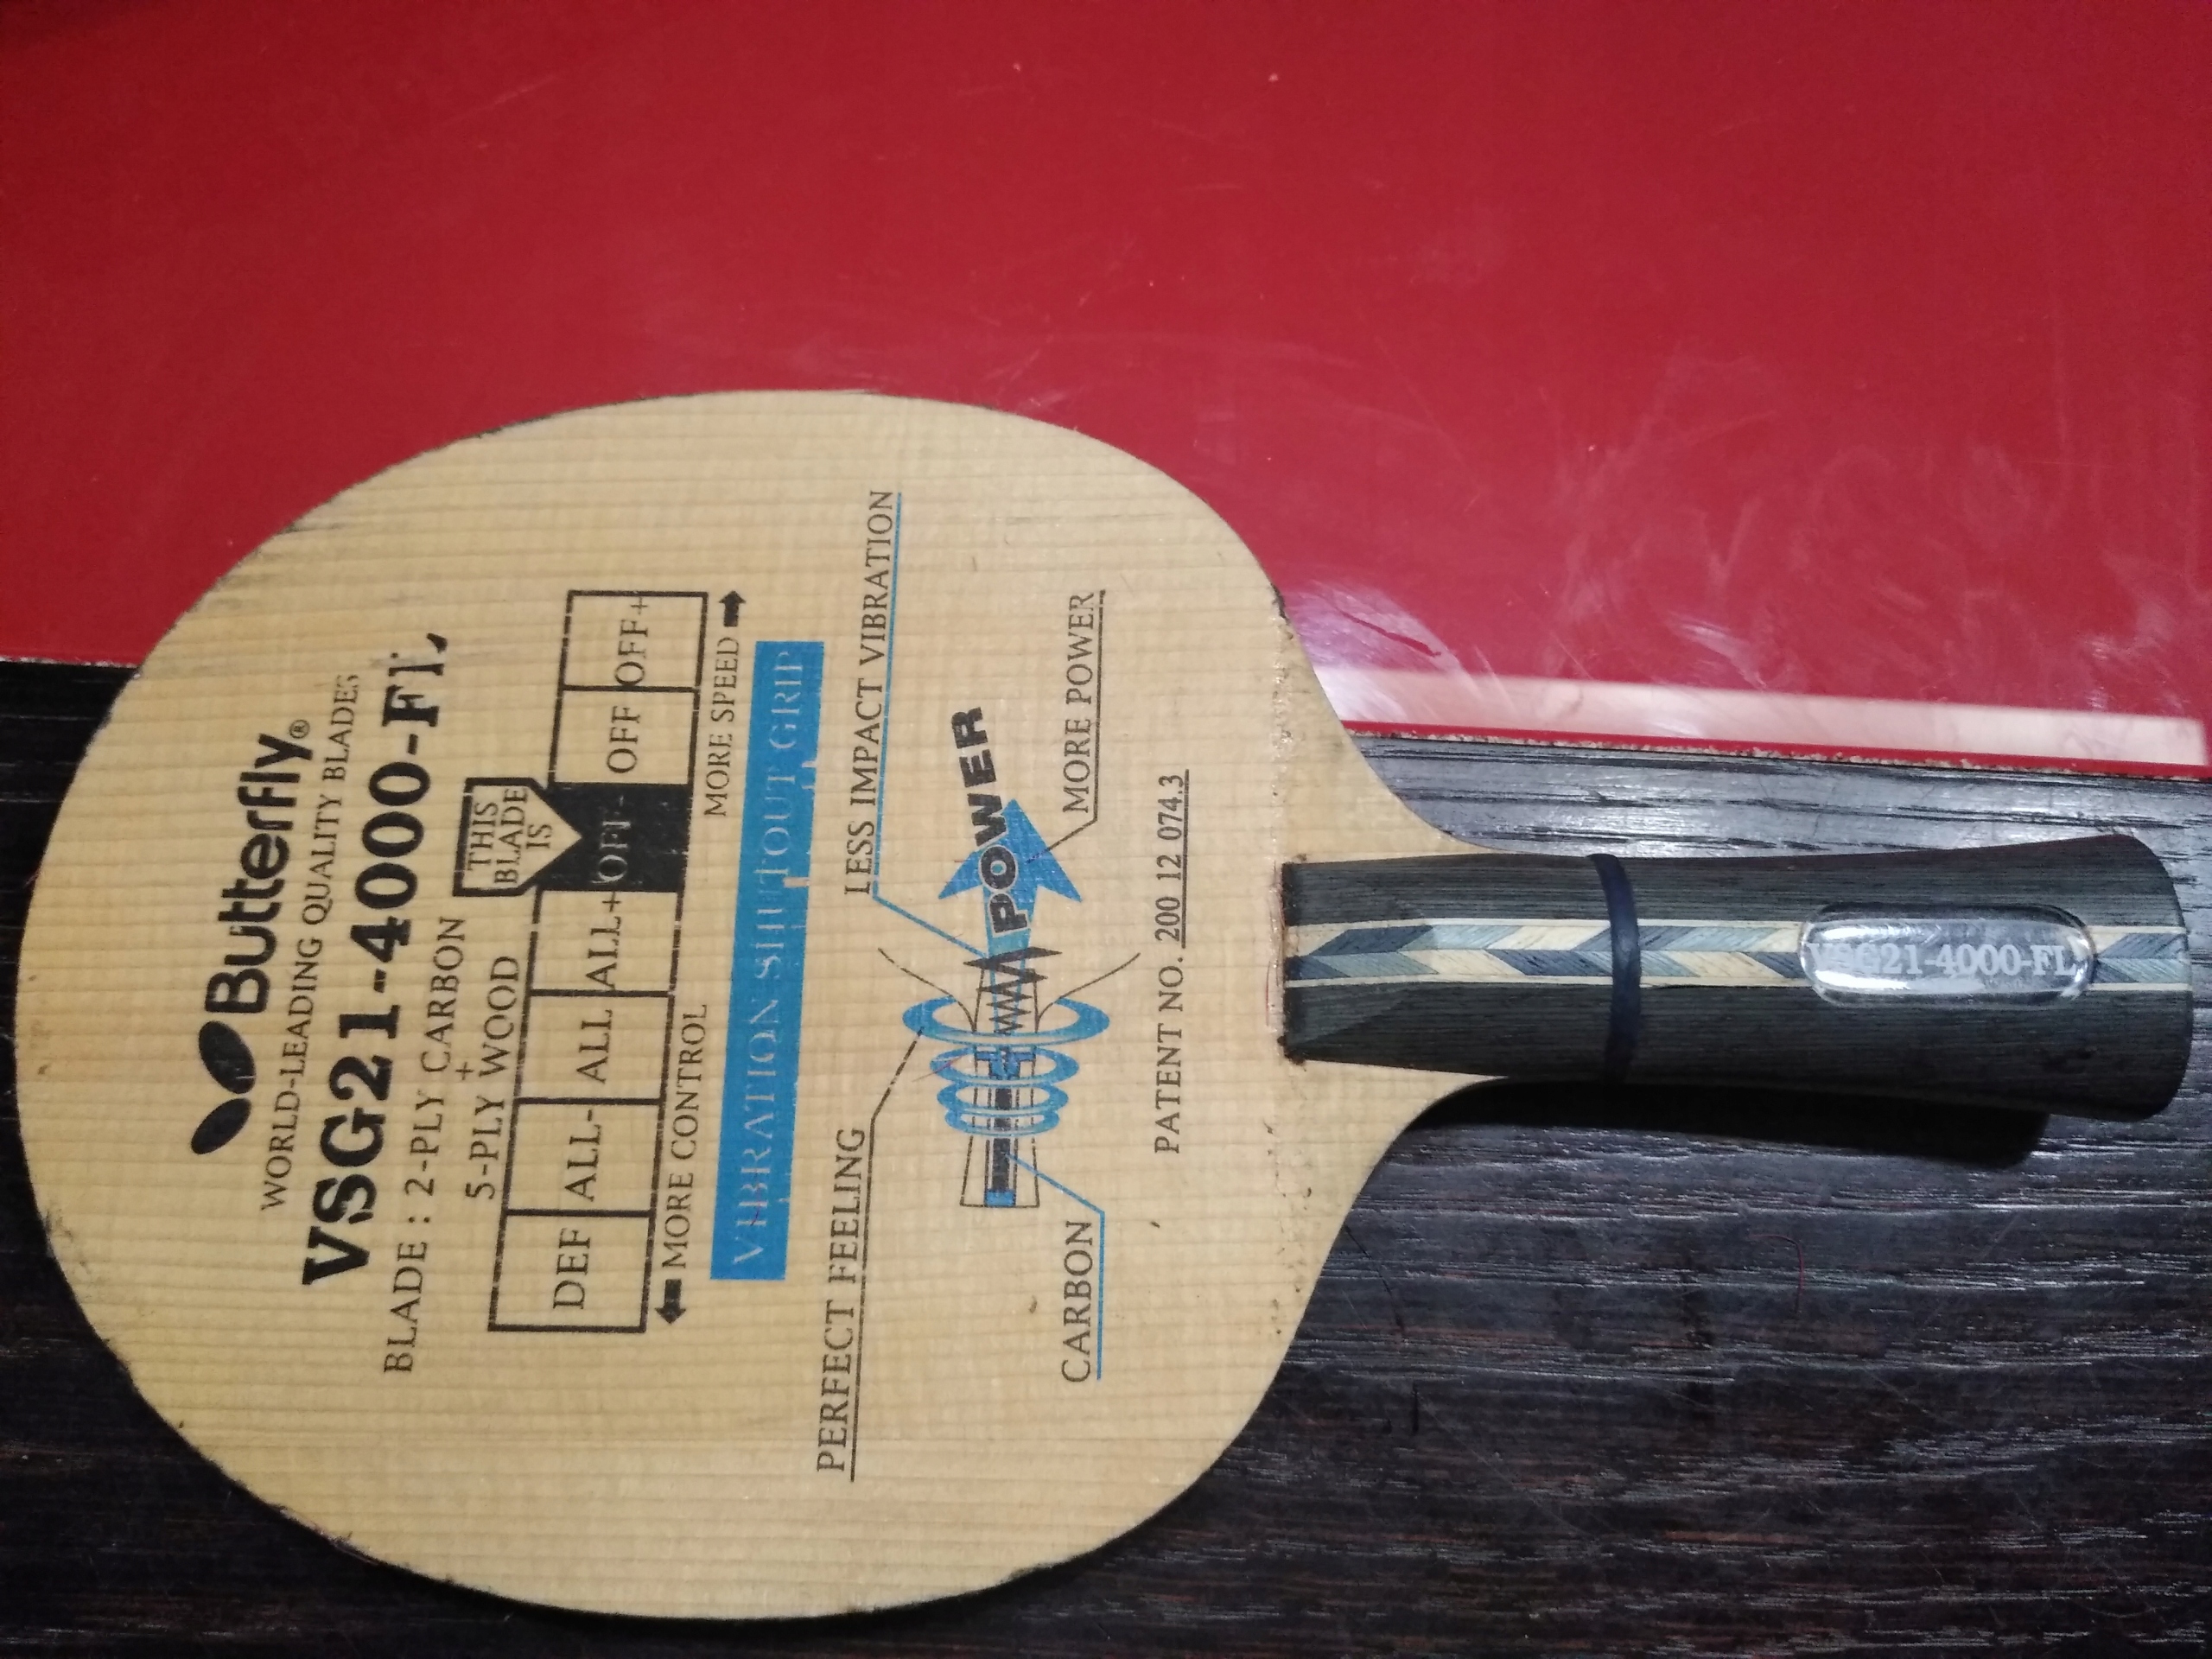 Butterfly®
WORLD-LEADING QUALITY BLADES
VSG21-4000-FL
BLADE : 2-PLY CARBON
+
5-PLY WOOD
THIS
BLADE
IS
DEF ALL- ALL ALL+ OFF- OFF OFF+
MORE CONTROL MORE SPEED
VIBRATION SHUTOUT GRIP
PERFECT FEELING
LESS IMPACT VIBRATION
POWER
CARBON
MORE POWER
PATENT NO. 200 12 074.3
VSG21-4000-FL